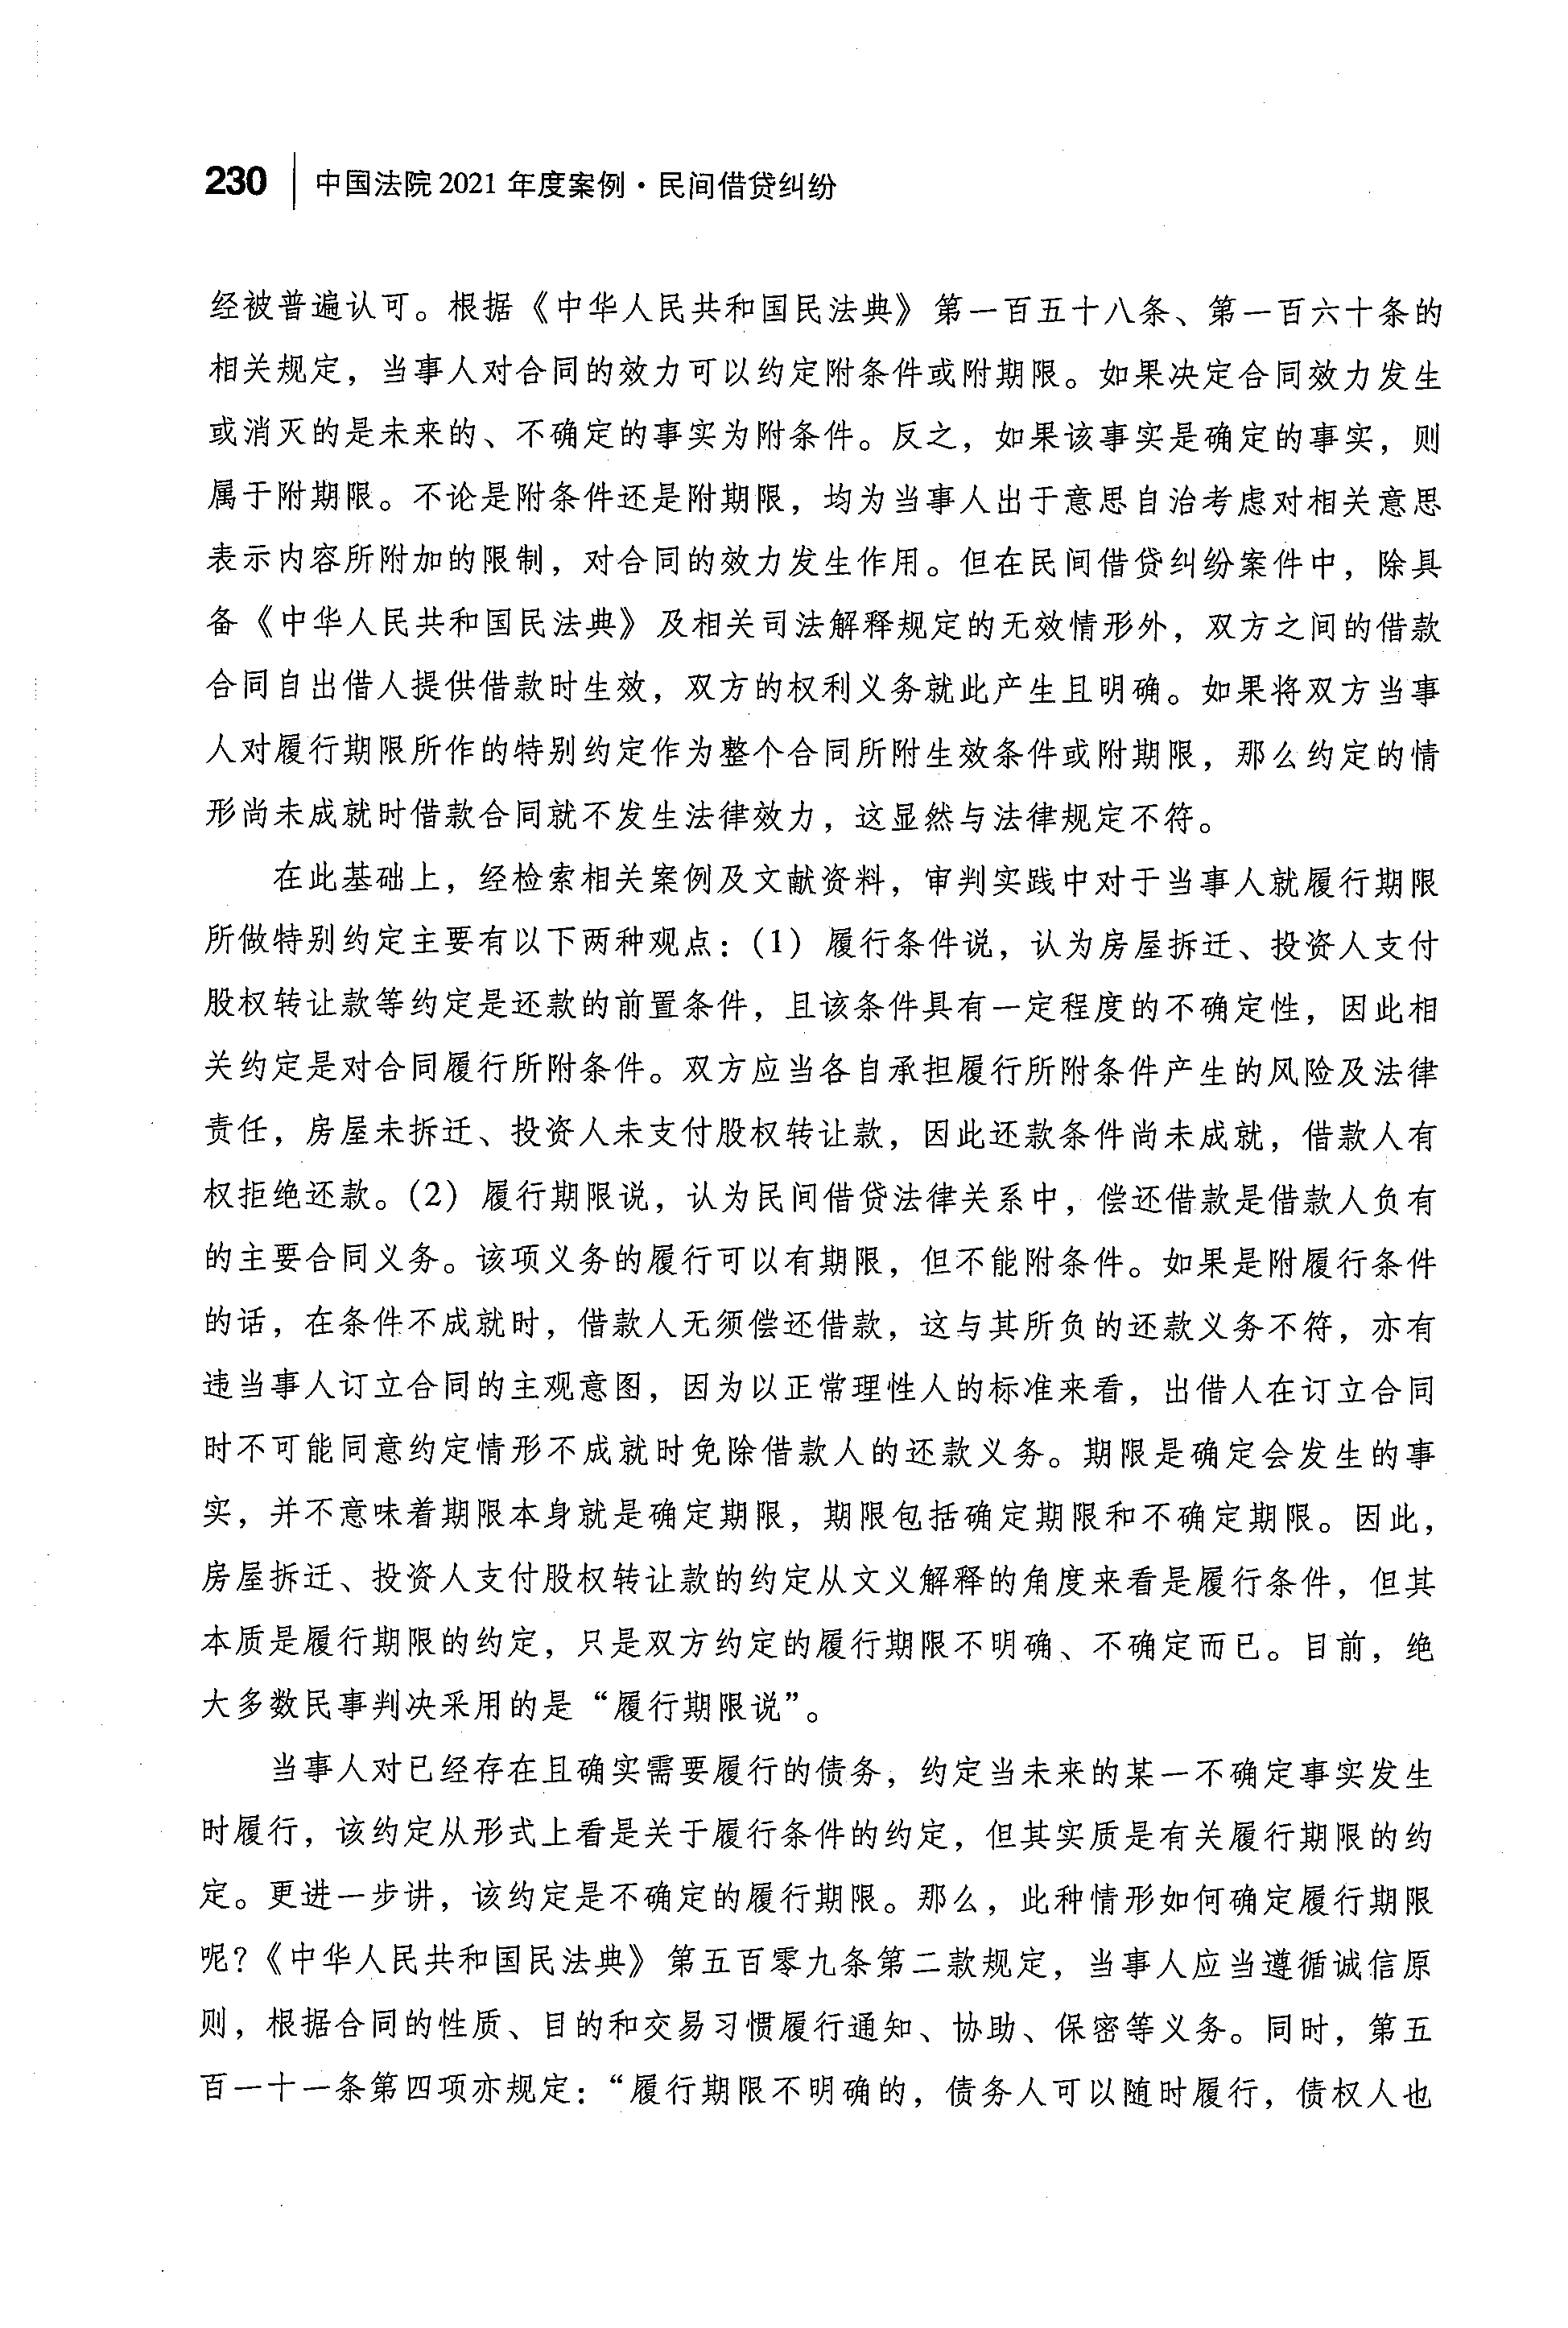 230 中国法院 2021 年度案例·民间借贷纠纷
经被普遍认可。根据《中华人民共和国民法典》第一百五十八条、第一百六十条的
相关规定，当事人对合同的效力可以约定附条件或附期限。如果决定合同效力发生
或消灭的是未来的、不确定的事实为附条件。反之，如果该事实是确定的事实，则
属于附期限。不论是附条件还是附期限，均为当事人出于意思自治考虑对相关意思
表示内容所附加的限制，对合同的效力发生作用。但在民间借贷纠纷案件中，除具
备《中华人民共和国民法典》及相关司法解释规定的无效情形外，双方之间的借款
合同自出借人提供借款时生效，双方的权利义务就此产生且明确。如果将双方当事
人对履行期限所作的特别约定作为整个合同所附生效条件或附期限，那么约定的情
形尚未成就时借款合同就不发生法律效力，这显然与法律规定不符。
在此基础上，经检索相关案例及文献资料，审判实践中对于当事人就履行期限
所做特别约定主要有以下两种观点：（1）履行条件说，认为房屋拆迁、投资人支付
股权转让款等约定是还款的前置条件，且该条件具有一定程度的不确定性，因此相
关约定是对合同履行所附条件。双方应当各自承担履行所附条件产生的风险及法律
责任，房屋未拆迁、投资人未支付股权转让款，因此还款条件尚未成就，借款人有
权拒绝还款。（2）履行期限说，认为民间借贷法律关系中，偿还借款是借款人负有
的主要合同义务。该项义务的履行可以有期限，但不能附条件。如果是附履行条件
的话，在条件不成就时，借款人无须偿还借款，这与其所负的还款义务不符，亦有
违当事人订立合同的主观意图，因为以正常理性人的标准来看，出借人在订立合同
时不可能同意约定情形不成就时免除借款人的还款义务。期限是确定会发生的事
实，并不意味着期限本身就是确定期限，期限包括确定期限和不确定期限。因此，
房屋拆迁、投资人支付股权转让款的约定从文义解释的角度来看是履行条件，但其
本质是履行期限的约定，只是双方约定的履行期限不明确、不确定而已。目前，绝
大多数民事判决采用的是“履行期限说”。
当事人对已经存在且确实需要履行的债务，约定当未来的某一不确定事实发生
时履行，该约定从形式上看是关于履行条件的约定，但其实质是有关履行期限的约
定。更进一步讲，该约定是不确定的履行期限。那么，此种情形如何确定履行期限
呢？《中华人民共和国民法典》第五百零九条第二款规定，当事人应当遵循诚信原
则，根据合同的性质、目的和交易习惯履行通知、协助、保密等义务。同时，第五
百一十一条第四项亦规定：“履行期限不明确的，债务人可以随时履行，债权人也